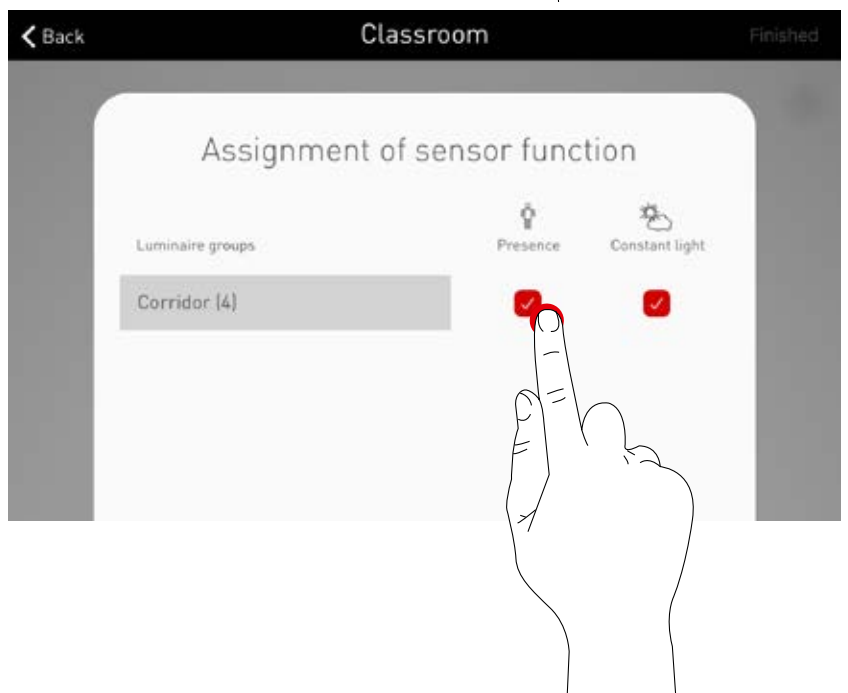 Back
Classroom
Finished
Assignment of sensor function
Luminaire groups
Presence
Constant light
Corridor (4)